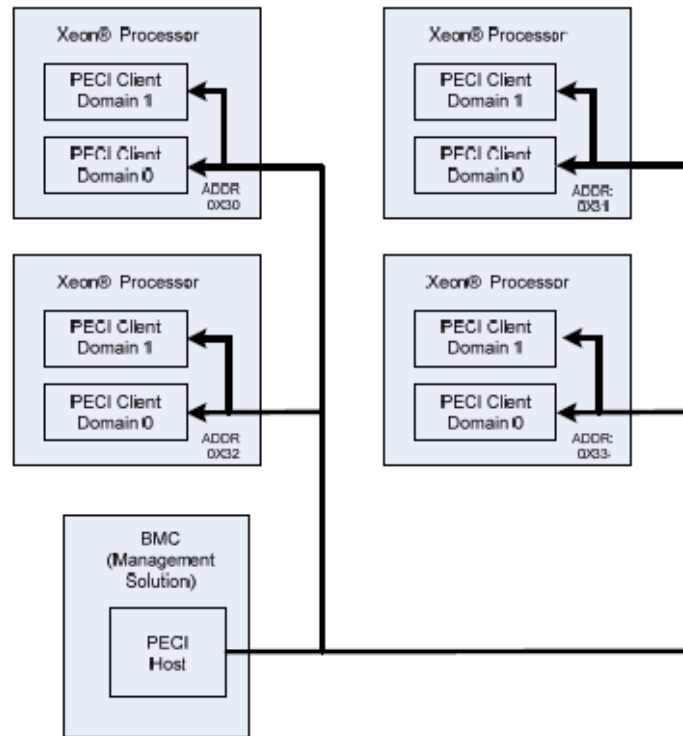 Xeon® Processor
PECI Client
Domain 1
PECI Client
Domain 0
ADDR:
0X30
Xeon® Processor
PECI Client
Domain 1
PECI Client
Domain 0
ADDR:
0X31
Xeon® Processor
PECI Client
Domain 1
PECI Client
Domain 0
ADDR:
0X32
Xeon® Processor
PECI Client
Domain 1
PECI Client
Domain 0
ADDR:
0X33
BMC
(Management
Solution)
PECI
Host